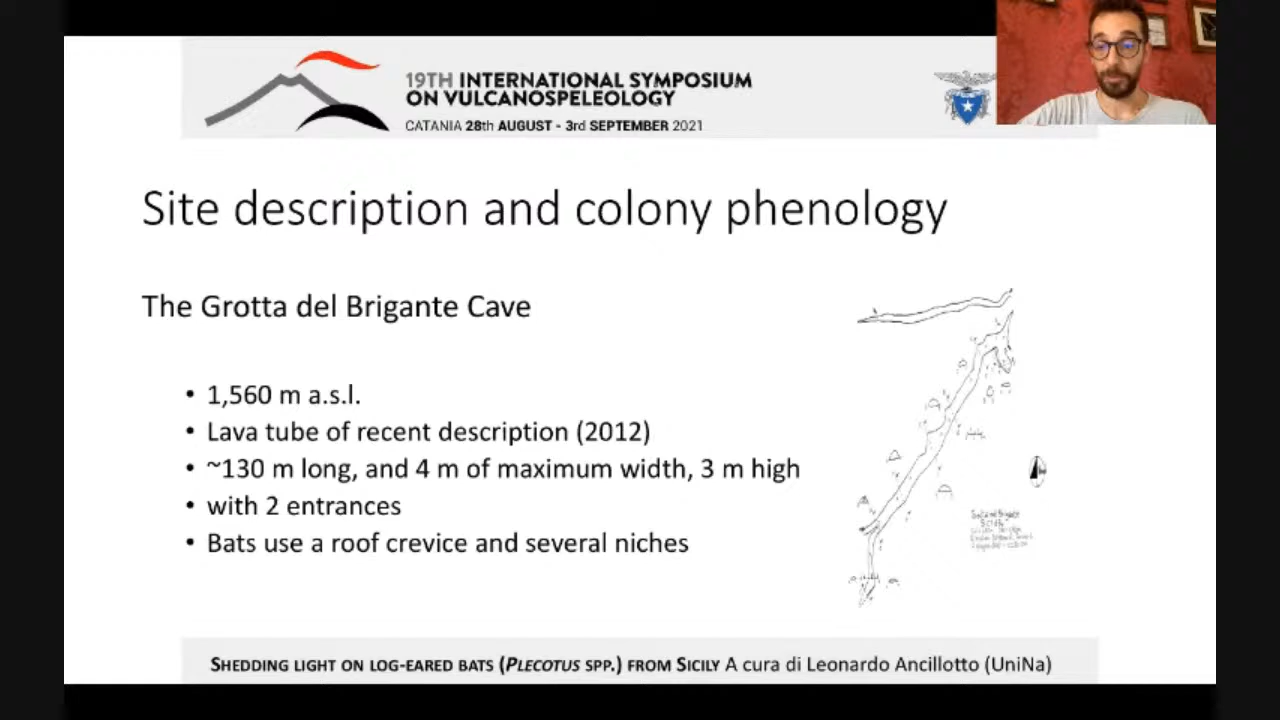 19TH INTERNATIONAL SYMPOSIUM
ON VULCANOSPELEOLOGY
CATANIA 28th AUGUST - 3rd SEPTEMBER 2021
Site description and colony phenology
The Grotta del Brigante Cave
• 1,560 m a.s.l.
• Lava tube of recent description (2012)
• ~130 m long, and 4 m of maximum width, 3 m high
• with 2 entrances
• Bats use a roof crevice and several niches
SHEDDING LIGHT ON LOG-EARED BATS (PLECOTUS SPP.) FROM SICILY A cura di Leonardo Ancillotto (UniNa)